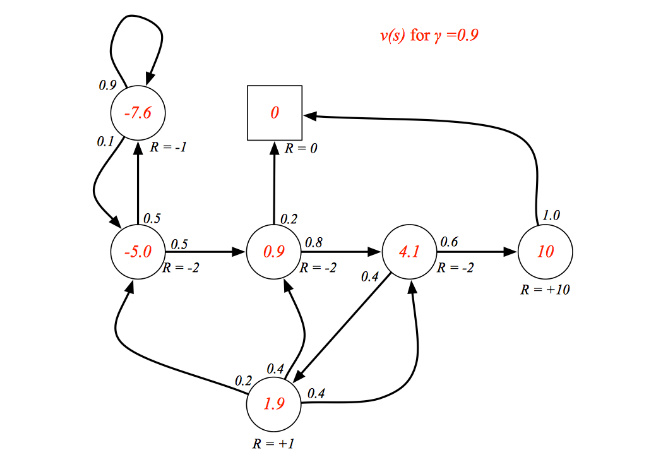 v(s) for γ =0.9
0.9
-7.6
0
0.1
R = -1
R = 0
0.5
0.2
1.0
-5.0
0.5
0.9
0.8
4.1
0.6
10
R = -2
R = -2
0.4
R = -2
R = +10
0.2
0.4
0.4
1.9
R = +1